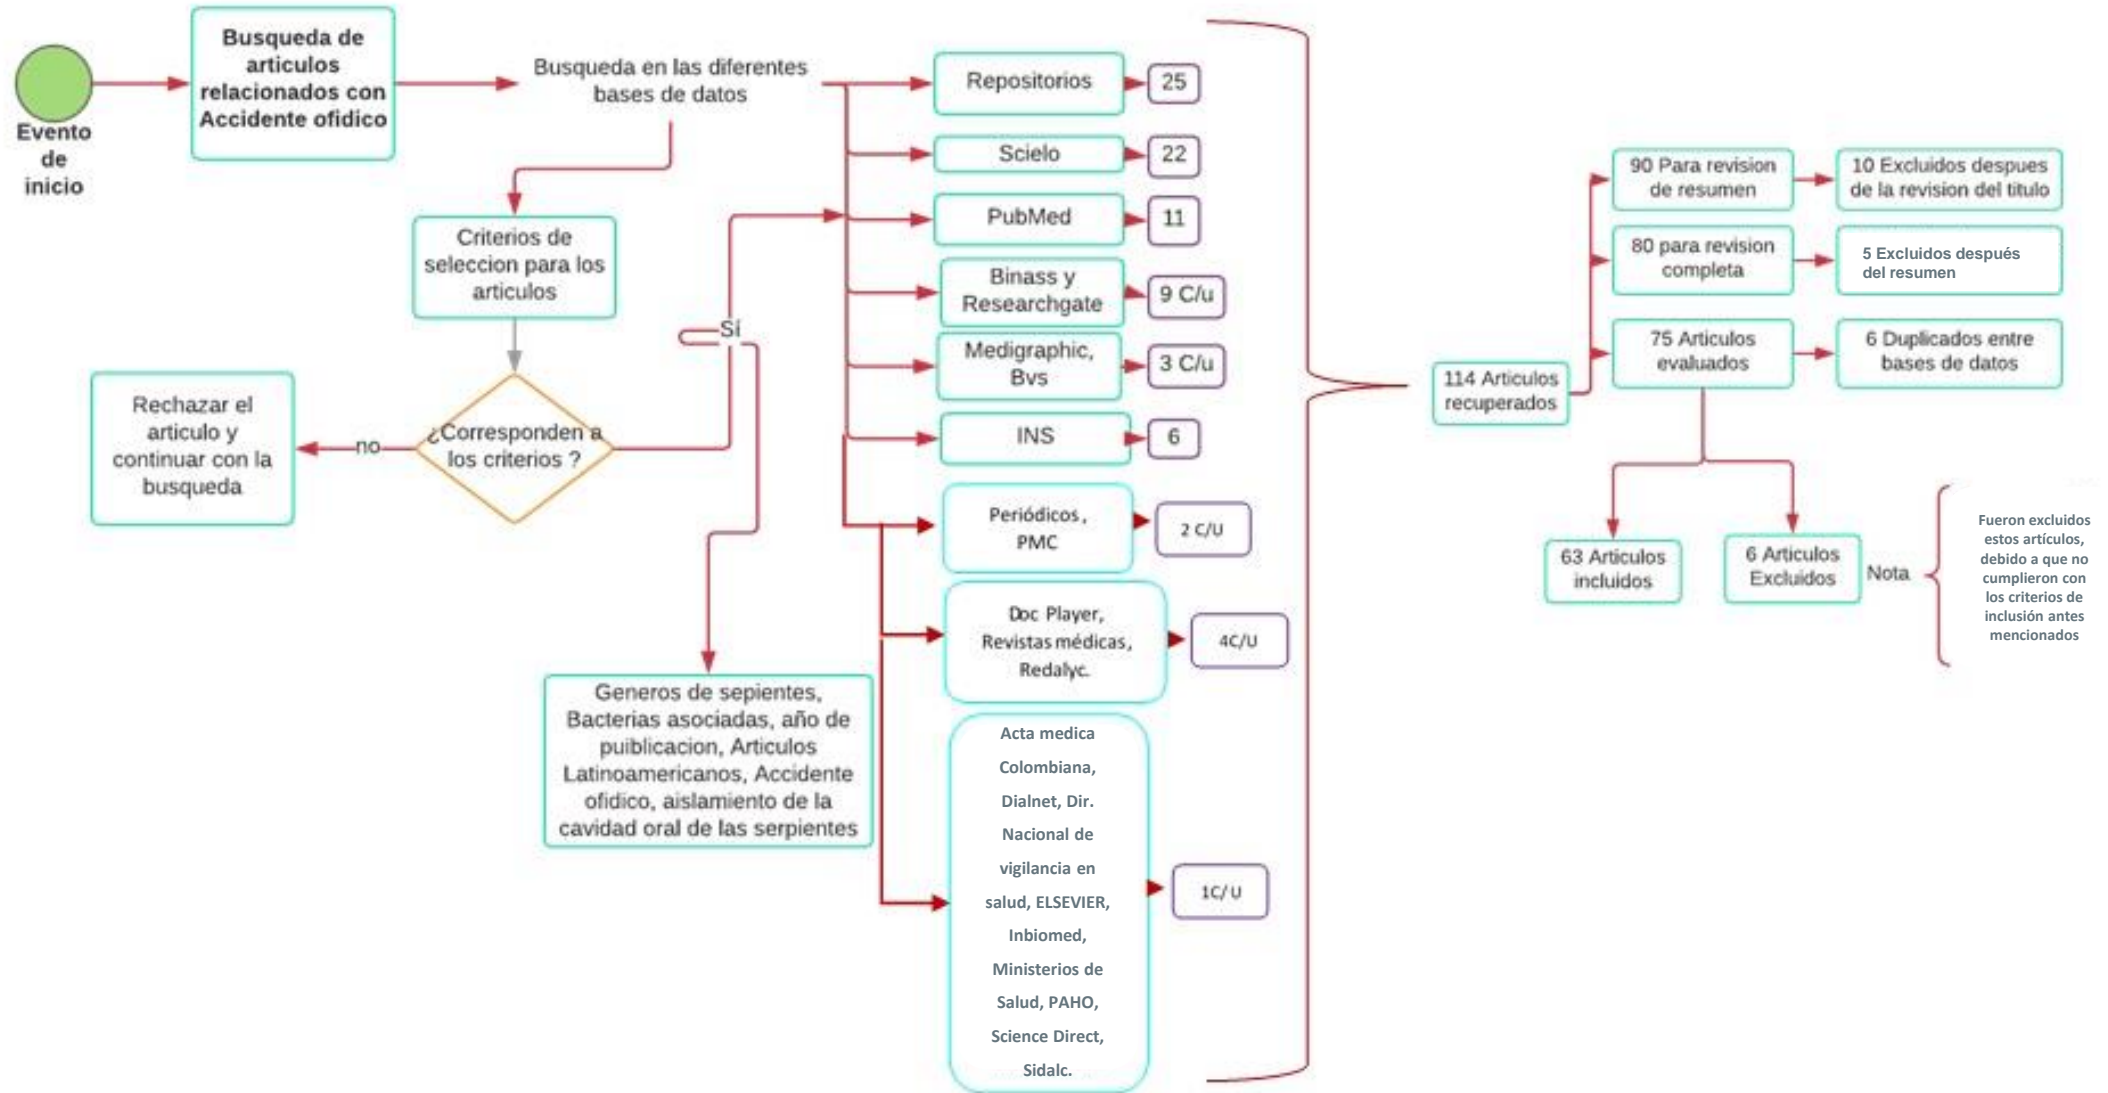 Evento
de
inicio
Busqueda de
articulos
relacionados con
Accidente ofidico
Busqueda en las diferentes
bases de datos
Criterios de
seleccion para los
articulos
¿Corresponden a
los criterios ?
no
Rechazar el
articulo y
continuar con la
busqueda
Sí
Generos de sepientes,
Bacterias asociadas, año de
puiblicacion, Articulos
Latinoamericanos, Accidente
ofidico, aislamiento de la
cavidad oral de las serpientes
Repositorios
25
Scielo
22
PubMed
11
Binass y
Researchgate
9 C/u
Medigraphic,
Bvs
3 C/u
INS
6
Periódicos,
PMC
2 C/U
Doc Player,
Revistas médicas,
Redalyc.
4C/U
Acta medica
Colombiana,
Dialnet, Dir.
Nacional de
vigilancia en
salud, ELSEVIER,
Inbiomed,
Ministerios de
Salud, PAHO,
Science Direct,
Sidalc.
1C/ U
114 Articulos
recuperados
90 Para revision
de resumen
10 Excluidos despues
de la revision del titulo
80 para revision
completa
5 Excluidos después
del resumen
75 Articulos
evaluados
6 Duplicados entre
bases de datos
63 Articulos
incluidos
6 Articulos
Excluidos
Nota
Fueron excluidos
estos artículos,
debido a que no
cumplieron con
los criterios de
inclusión antes
mencionados